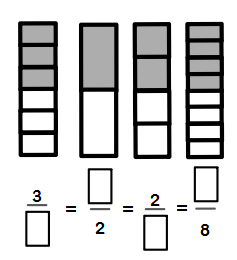 3/□ = □/2 = 2/□ = □/8